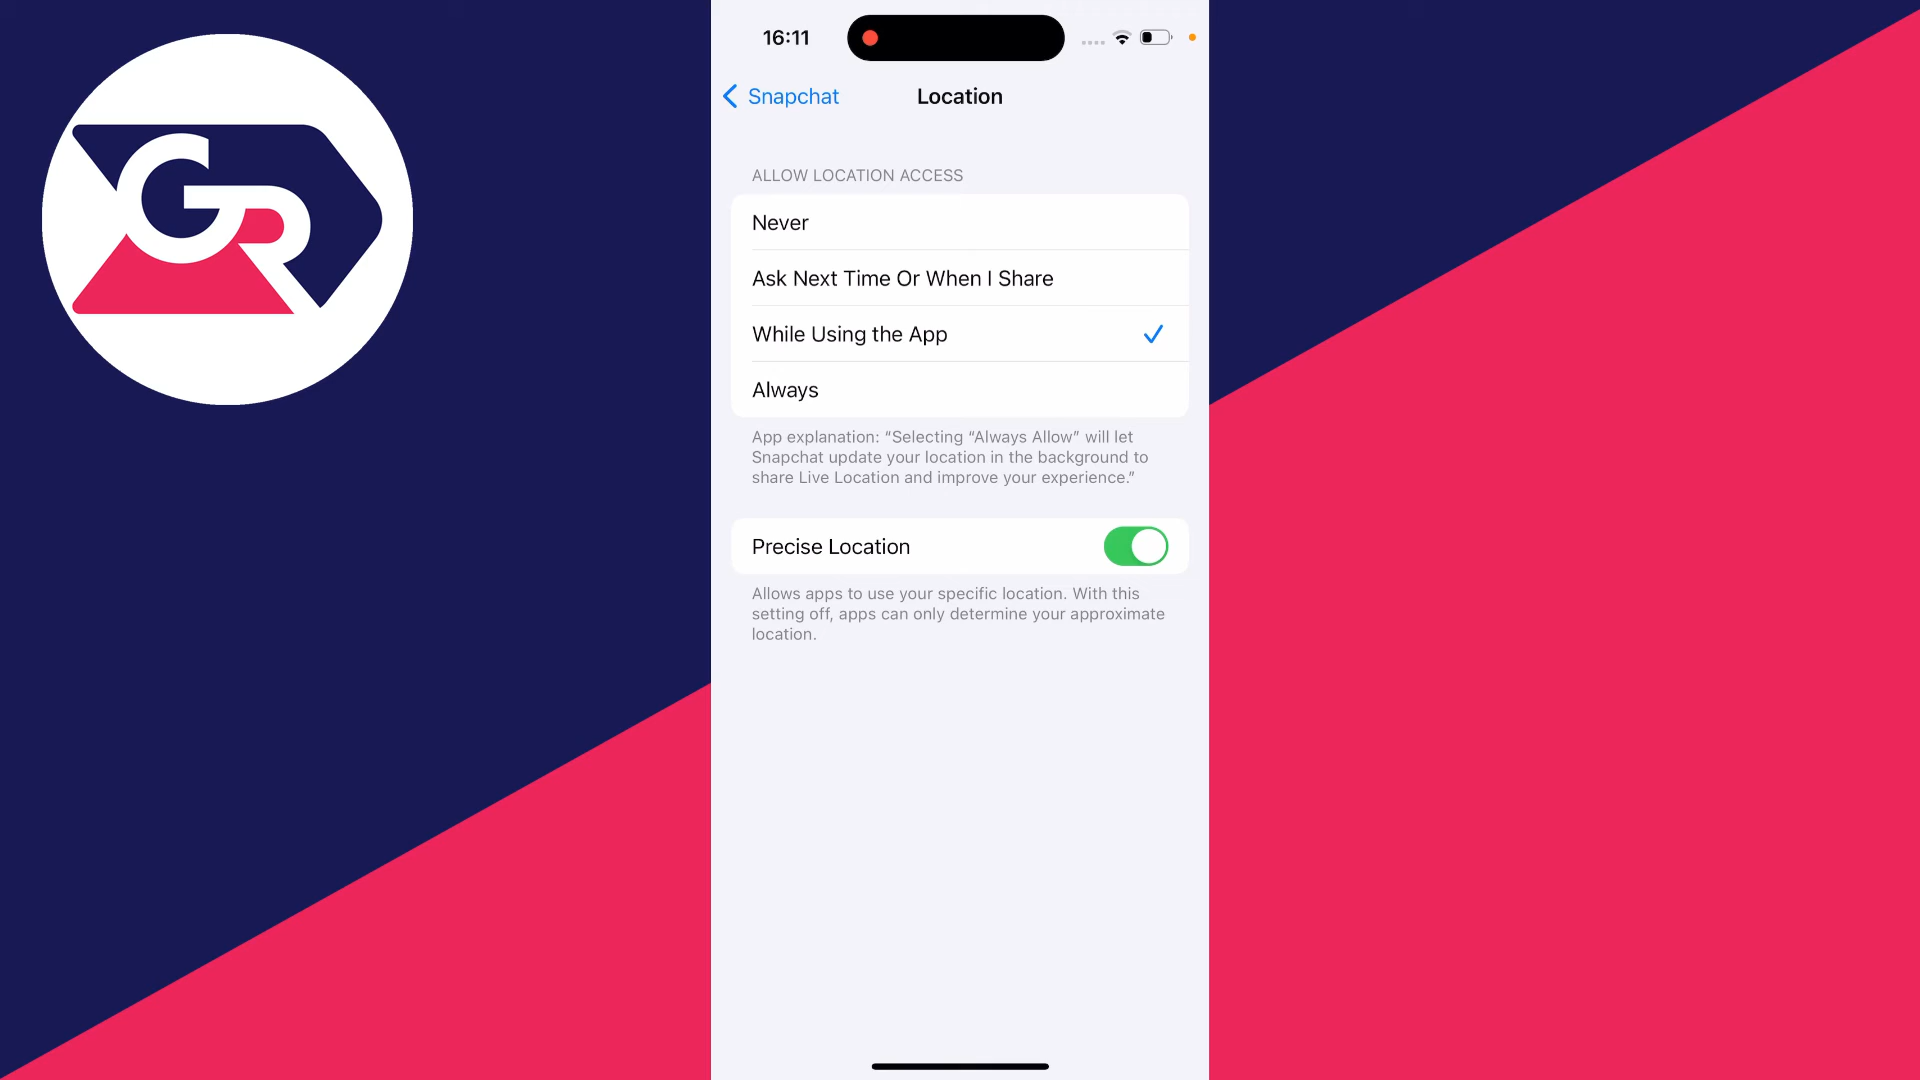 GR
16:11
Snapchat
Location
ALLOW LOCATION ACCESS
Never
Ask Next Time Or When I Share
While Using the App
Always
App explanation: “Selecting “Always Allow” will let
Snapchat update your location in the background to
share Live Location and improve your experience.”
Precise Location
Allows apps to use your specific location. With this
setting off, apps can only determine your approximate
location.